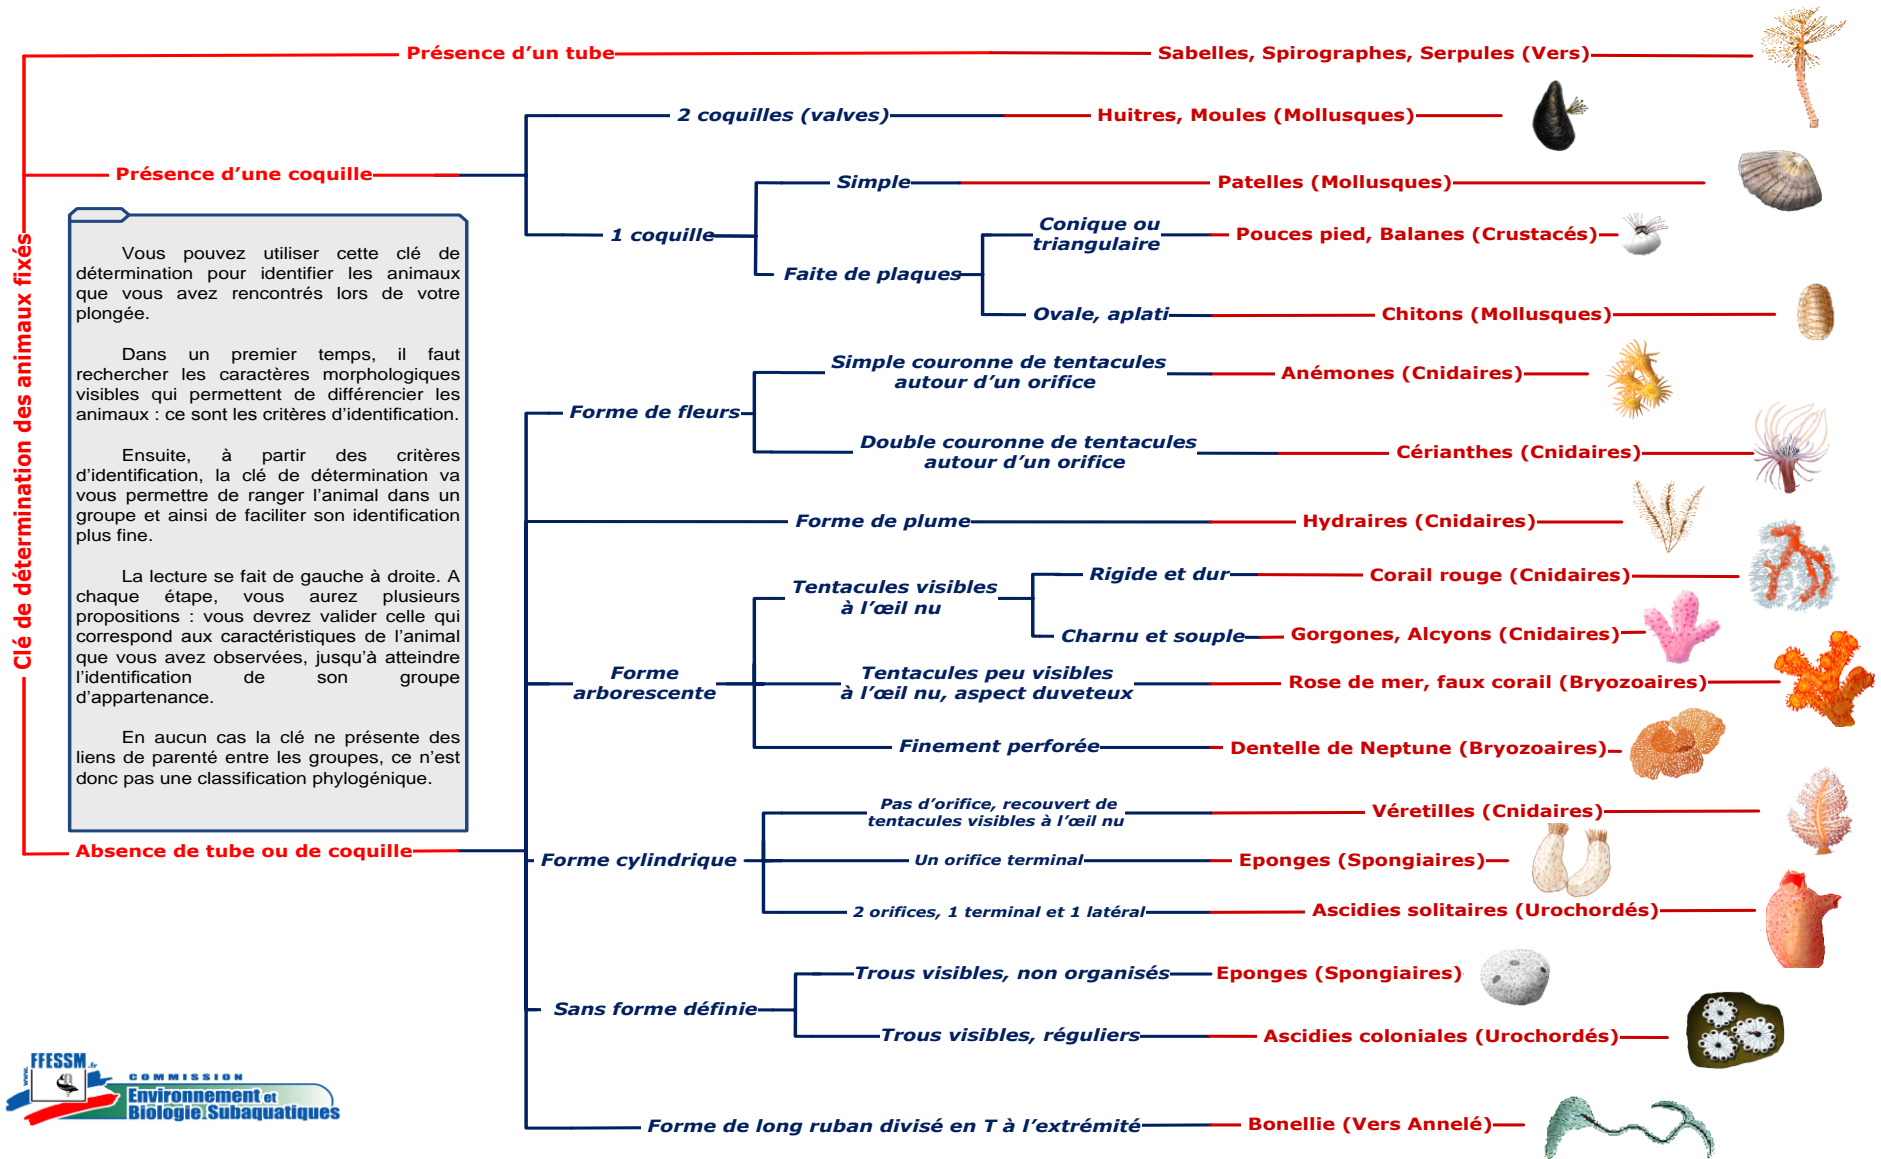 Clé de détermination des animaux fixés
Présence d’un tube
Sabelles, Spirographes, Serpules (Vers)
Présence d’une coquille
2 coquilles (valves)
Huitres, Moules (Mollusques)
1 coquille
Simple
Patelles (Mollusques)
Faite de plaques
Conique ou
triangulaire
Pouces pied, Balanes (Crustacés)
Ovale, aplati
Chitons (Mollusques)
Vous pouvez utiliser cette clé de
détermination pour identifier les animaux
que vous avez rencontrés lors de votre
plongée.
Dans un premier temps, il faut
rechercher les caractères morphologiques
visibles qui permettent de différencier les
animaux : ce sont les critères d’identification.
Ensuite, à partir des critères
d’identification, la clé de détermination va
vous permettre de ranger l’animal dans un
groupe et ainsi de faciliter son identification
plus fine.
La lecture se fait de gauche à droite. A
chaque étape, vous aurez plusieurs
propositions : vous devrez valider celle qui
correspond aux caractéristiques de l’animal
que vous avez observées, jusqu’à atteindre
l’identification de son groupe
d’appartenance.
En aucun cas la clé ne présente des
liens de parenté entre les groupes, ce n’est
donc pas une classification phylogénique.
Absence de tube ou de coquille
Forme de fleurs
Simple couronne de tentacules
autour d’un orifice
Anémones (Cnidaires)
Double couronne de tentacules
autour d’un orifice
Cérianthes (Cnidaires)
Forme de plume
Hydraires (Cnidaires)
Forme
arborescente
Tentacules visibles
à l’œil nu
Rigide et dur
Corail rouge (Cnidaires)
Charnu et souple
Gorgones, Alcyons (Cnidaires)
Tentacules peu visibles
à l’œil nu, aspect duveteux
Rose de mer, faux corail (Bryozoaires)
Finement perforée
Dentelle de Neptune (Bryozoaires)
Forme cylindrique
Pas d’orifice, recouvert de
tentacules visibles à l’œil nu
Véretilles (Cnidaires)
Un orifice terminal
Eponges (Spongiaires)
2 orifices, 1 terminal et 1 latéral
Ascidies solitaires (Urochordés)
Sans forme définie
Trous visibles, non organisés
Eponges (Spongiaires)
Trous visibles, réguliers
Ascidies coloniales (Urochordés)
Forme de long ruban divisé en T à l’extrémité
Bonellie (Vers Annelé)
www.
FFESSM.fr
COMMISSION
Environnement et
Biologie Subaquatiques